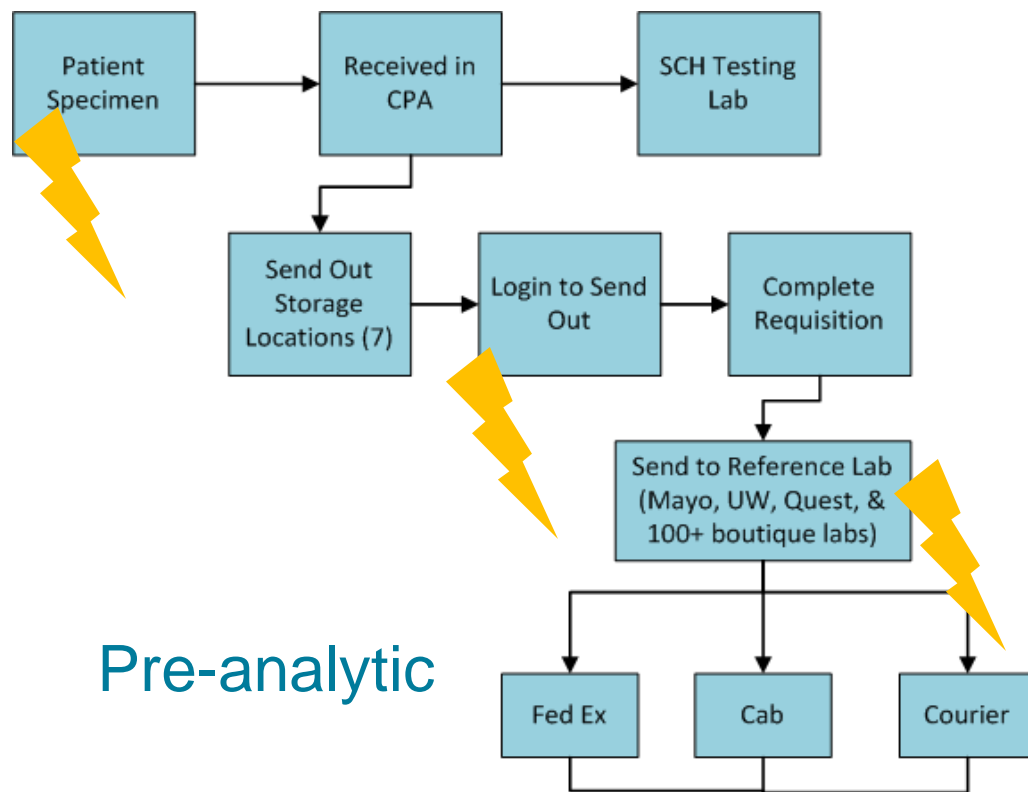 Patient
Specimen
Received in
CPA
SCH Testing
Lab
Send Out
Storage
Locations (7)
Login to Send
Out
Complete
Requisition
Send to Reference Lab
(Mayo, UW, Quest, &
100+ boutique labs)
Pre-analytic
Fed Ex
Cab
Courier